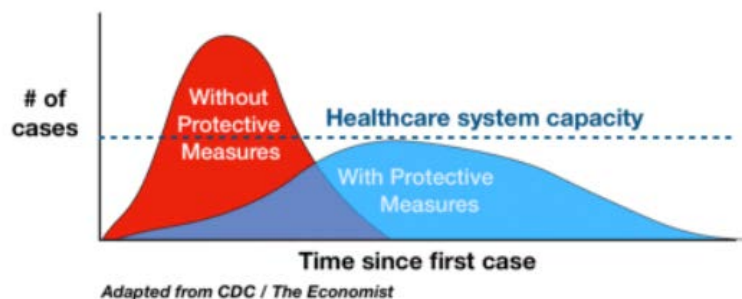 # of
cases
Without
Protective
Measures
Healthcare system capacity
With Protective
Measures
Time since first case
Adapted from CDC / The Economist